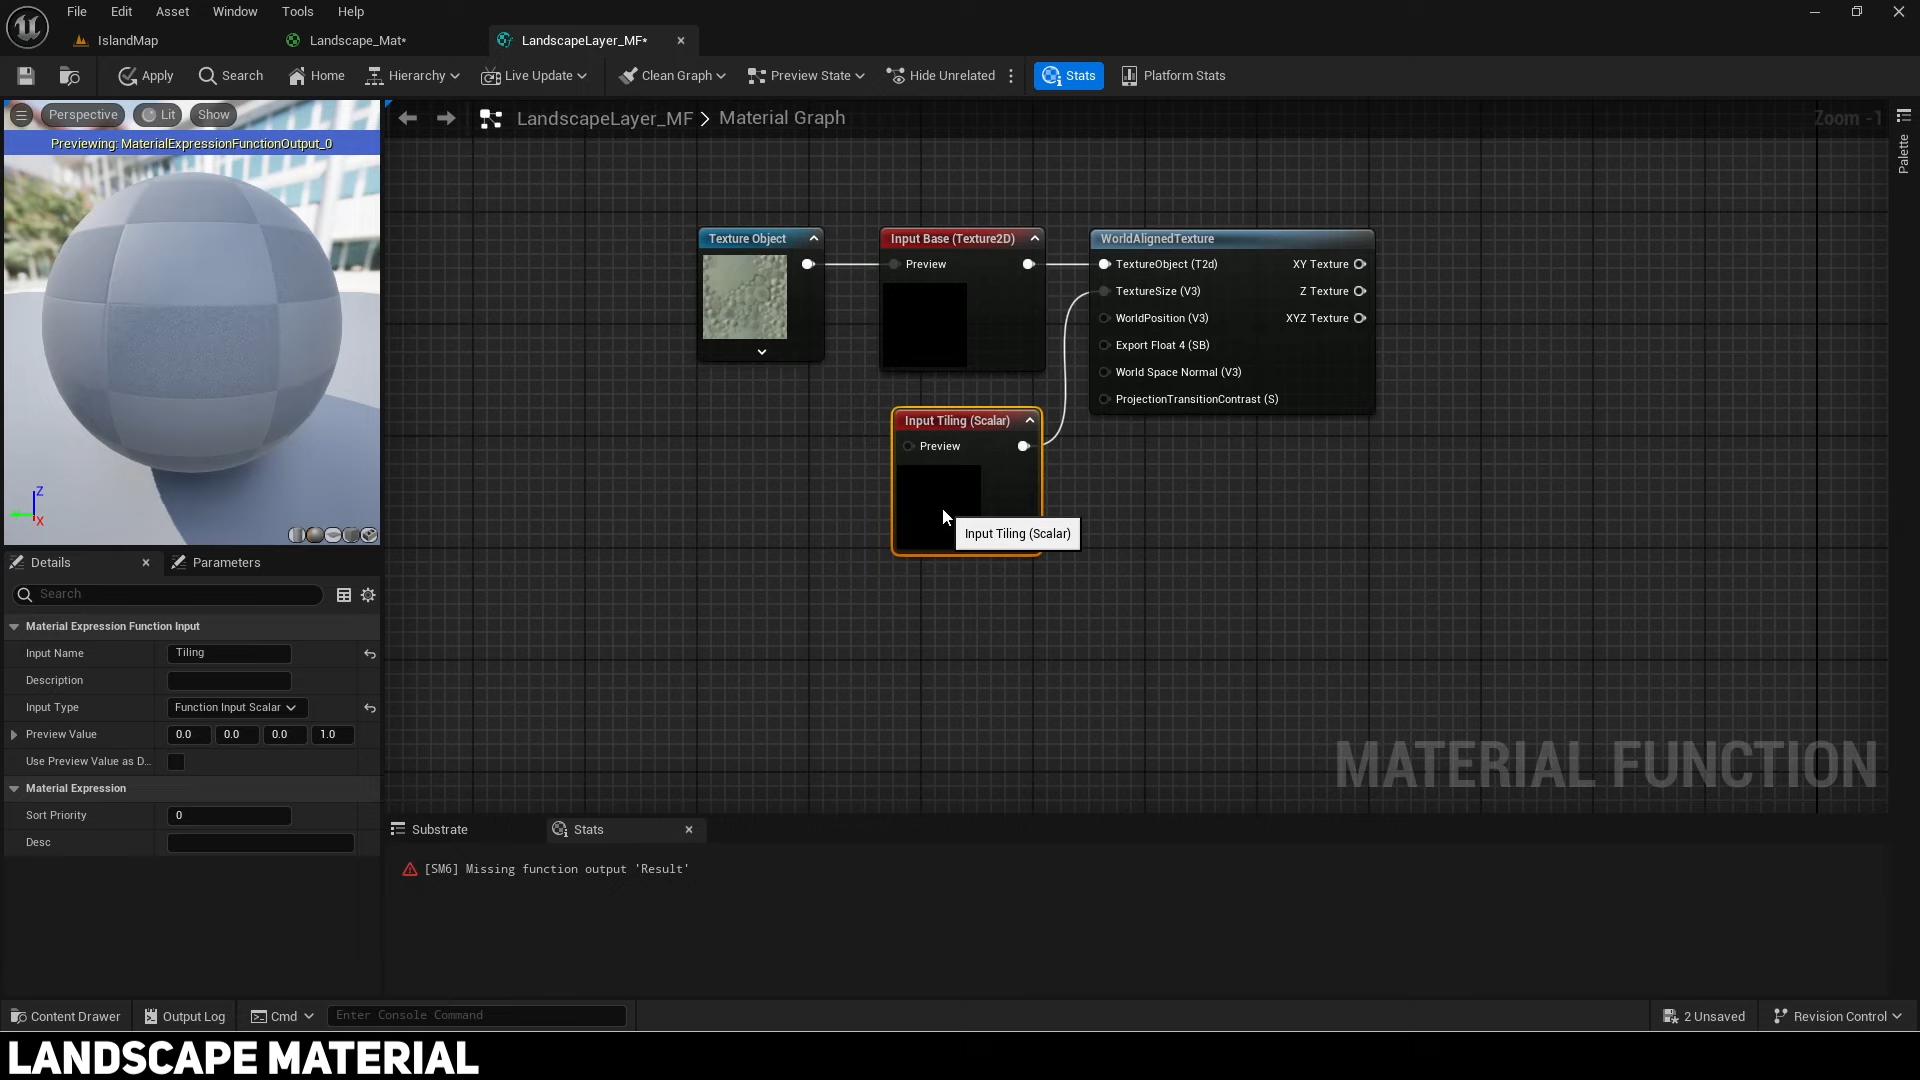 File Edit Asset Window Tools Help
IslandMap Landscape_Mat* LandscapeLayer_MF*
Apply Search Home Hierarchy Live Update Clean Graph Preview State Hide Unrelated Stats Platform Stats
Perspective Lit Show
Previewing: MaterialExpressionFunctionOutput_0
Z
X
LandscapeLayer_MF > Material Graph
Zoom -1
Palette
Texture Object
Input Base (Texture2D)
Preview
WorldAlignedTexture
TextureObject (T2d) XY Texture
TextureSize (V3) Z Texture
WorldPosition (V3) XYZ Texture
Export Float 4 (SB)
World Space Normal (V3)
ProjectionTransitionContrast (S)
Input Tiling (Scalar)
Preview
Input Tiling (Scalar)
MATERIAL FUNCTION
Details Parameters
Search
Material Expression Function Input
Input Name Tiling
Description
Input Type Function Input Scalar
Preview Value 0.0 0.0 0.0 1.0
Use Preview Value as D...
Material Expression
Sort Priority 0
Desc
Substrate Stats
[SM6] Missing function output 'Result'
Content Drawer Output Log Cmd Enter Console Command 2 Unsaved Revision Control
LANDSCAPE MATERIAL